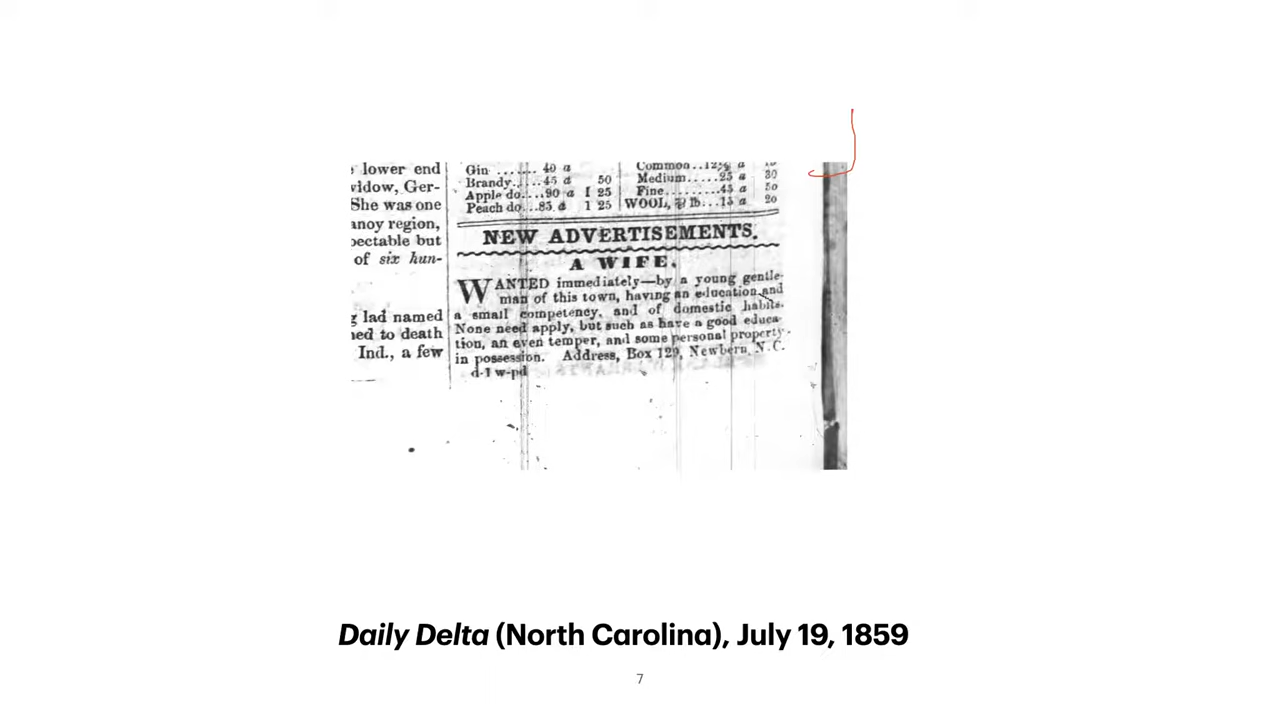 lower end
widow, Ger-
She was one
anoy region,
pectable but
of six hun-
g lad named
ned to death
Ind., a few
Gin ...... 40 a
Brandy....45 a 50
Apple do...90 a 1 25
Peach do...85 a 1 25
Common..12½ a
Medium.....25 a 30
Fine.........45 a 50
WOOL, ℔ lb...15 a 20
NEW ADVERTISEMENTS.
A WIFE.
WANTED immediately—by a young gentle-
man of this town, having an education and
a small competency, and of domestic habits.
None need apply, but such as have a good educa-
tion, an even temper, and some personal property
in possession. Address, Box 129, Newbern, N. C.
d-1 w-pd
Daily Delta (North Carolina), July 19, 1859
7